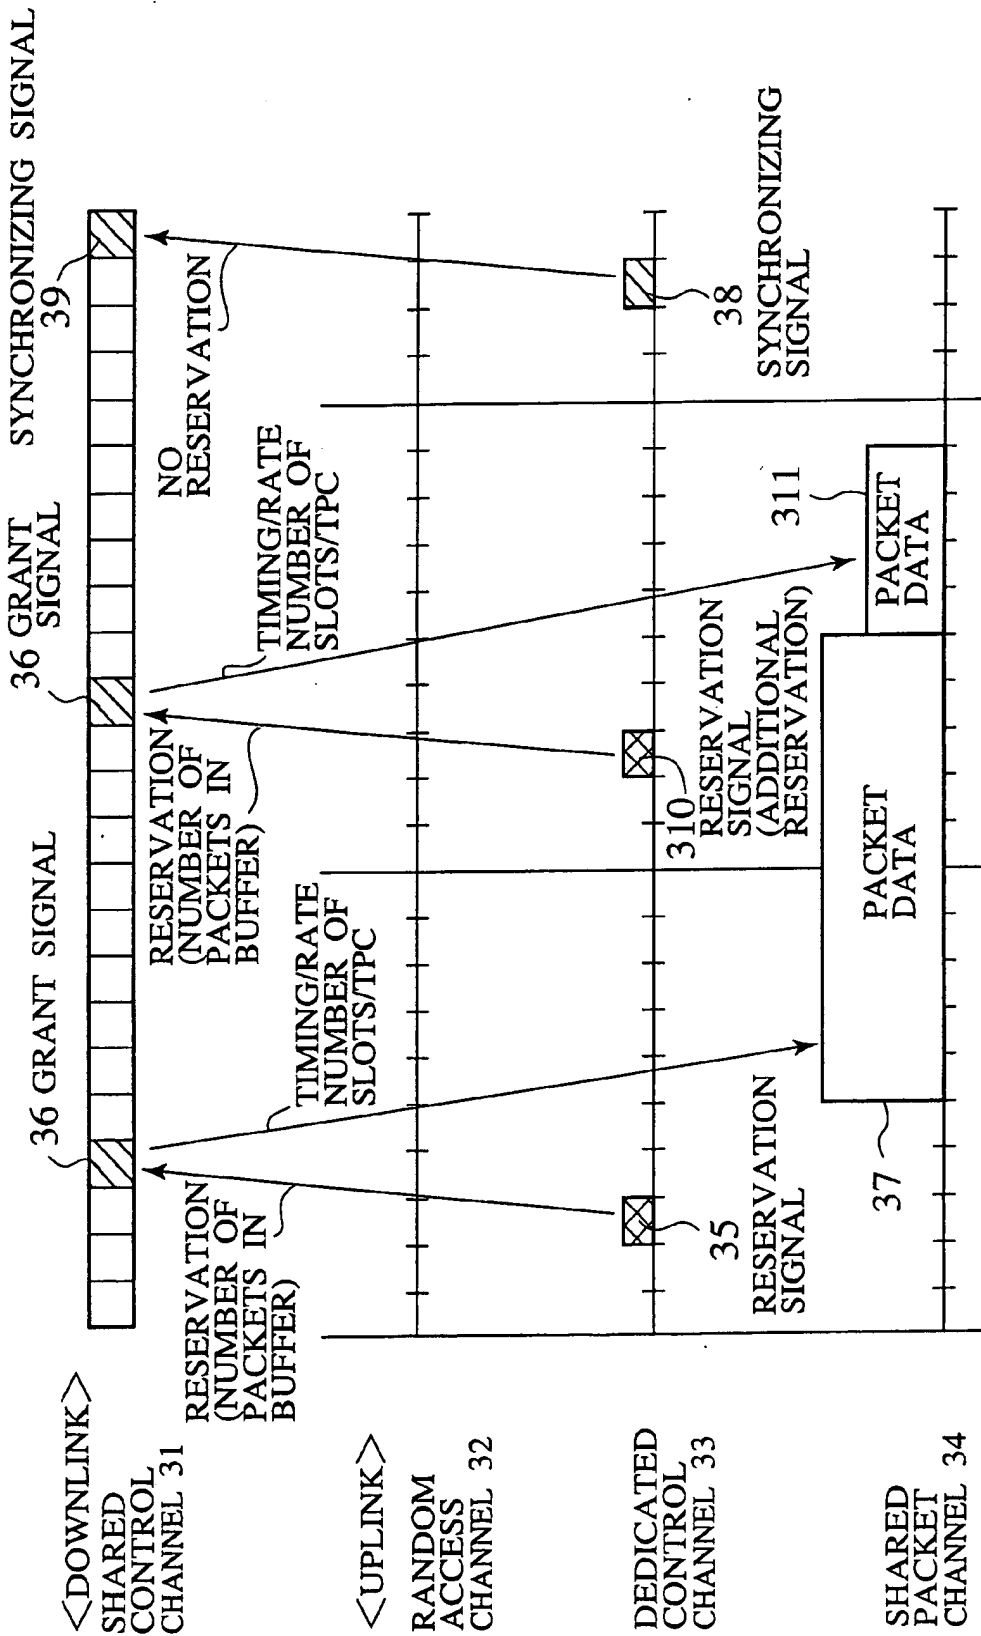 <DOWNLINK>
SHARED
CONTROL
CHANNEL 31
36 GRANT SIGNAL
36 GRANT
SIGNAL
SYNCHRONIZING SIGNAL
39
RESERVATION
(NUMBER OF
PACKETS IN
BUFFER)
TIMING/RATE
NUMBER OF
SLOTS/TPC
RESERVATION
(NUMBER OF
PACKETS IN
BUFFER)
TIMING/RATE
NUMBER OF
SLOTS/TPC
NO
RESERVATION
<UPLINK>
RANDOM
ACCESS
CHANNEL 32
DEDICATED
CONTROL
CHANNEL 33
35
RESERVATION
SIGNAL
310
RESERVATION
SIGNAL
(ADDITIONAL
RESERVATION)
38
SYNCHRONIZING
SIGNAL
SHARED
PACKET
CHANNEL 34
37
PACKET
DATA
311
PACKET
DATA